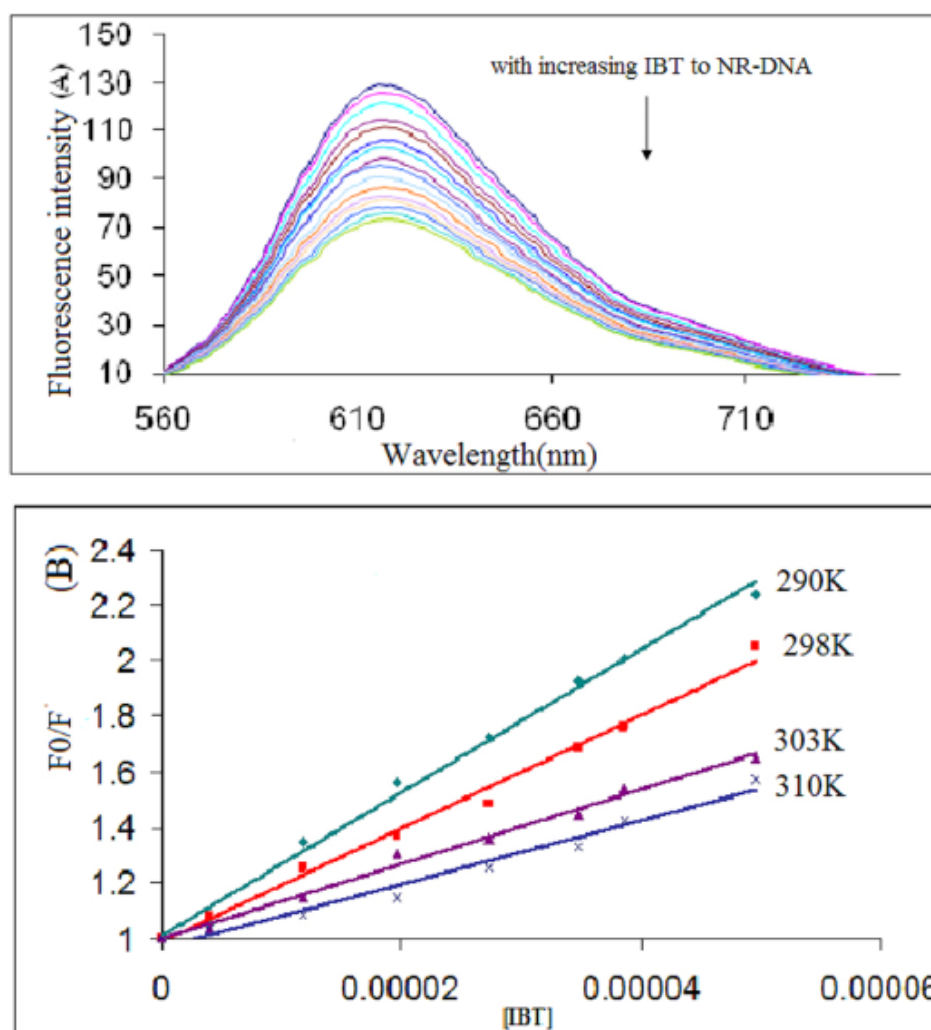 150
130
110
90
70
50
30
10
Fluorescence intensity (A)
with increasing IBT to NR-DNA
560 610 660 710
Wavelength(nm)
(B)
2.4
2.2
2
1.8
1.6
1.4
1.2
1
F0/F
290K
298K
303K
310K
0 0.00002 0.00004 0.00006
[IBT]